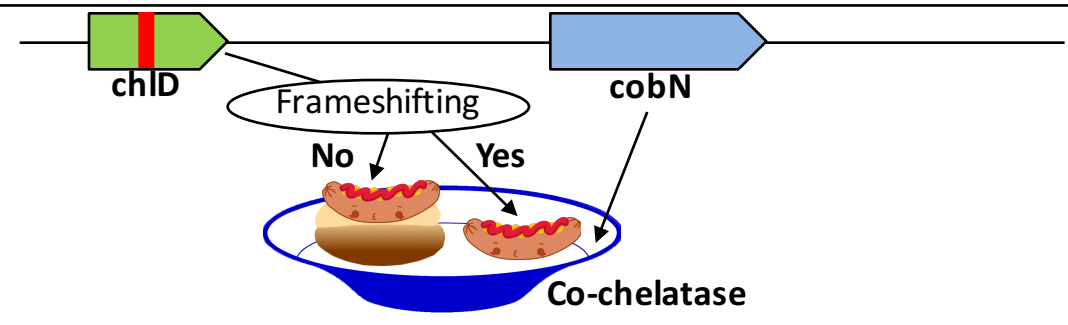 chlD
cobN
Frameshifting
No
Yes
Co-chelatase